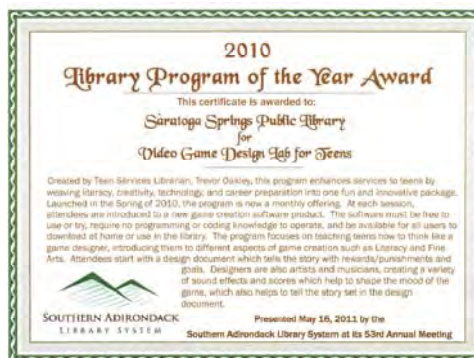 2010
Library Program of the Year Award
This certificate is awarded to:
Saratoga Springs Public Library
for
Video Game Design Lab for Teens
Created by Teen Services Librarian, Trevor Oakley, this program enhances services to teens by
weaving literacy, creativity, technology, and career preparation into one fun and innovative package.
Launched in the Spring of 2010, the program is now a monthly offering. At each session,
attendees are introduced to a new game creation software product. The software must be free to
use or try, require no programming or coding knowledge to operate, and be available for all users to
download at home or use in the library. The program focuses on teaching teens how to think like a
game designer, introducing them to different aspects of game creation such as Literacy and Fine
Arts. Attendees start with a design document which tells the story with rewards/punishments and
goals. Designers are also artists and musicians, creating a variety
of sound effects and scores which help to shape the mood of the
game, which also helps to tell the story set in the design
document.
SOUTHERN ADIRONDACK
LIBRARY SYSTEM
Presented May 16, 2011 by the
Southern Adirondack Library System at its 53rd Annual Meeting